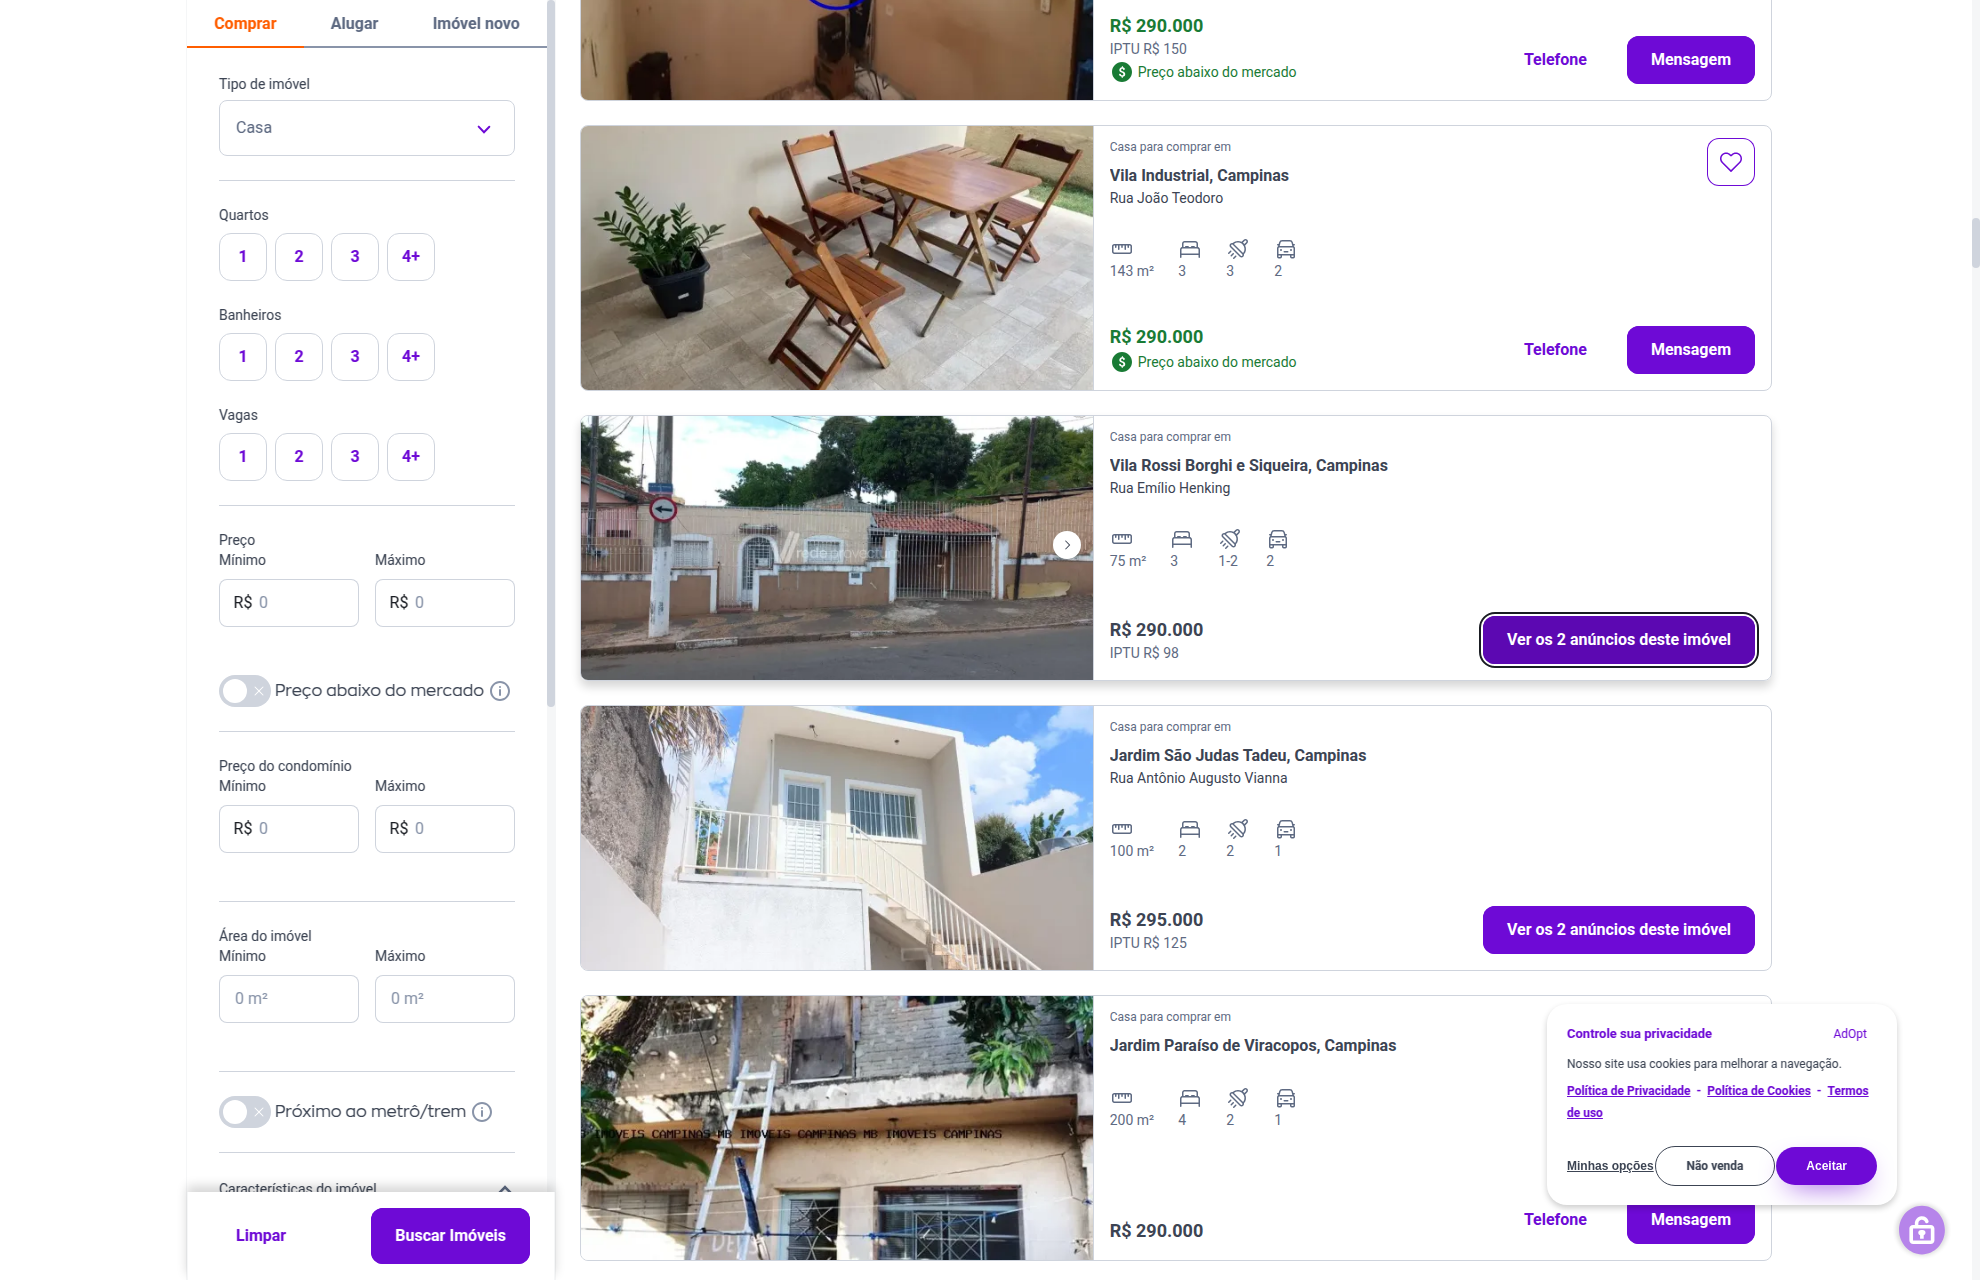 Comprar
Alugar
Imóvel novo
Tipo de imóvel
Casa
Quartos
1
2
3
4+
Banheiros
1
2
3
4+
Vagas
1
2
3
4+
Preço
Mínimo
Máximo
R$ 0
R$ 0
Preço abaixo do mercado
Preço do condomínio
Mínimo
Máximo
R$ 0
R$ 0
Área do imóvel
Mínimo
Máximo
0 m²
0 m²
Próximo ao metrô/trem
Características do imóvel
Limpar
Buscar Imóveis
R$ 290.000
IPTU R$ 150
Preço abaixo do mercado
Telefone
Mensagem
Casa para comprar em
Vila Industrial, Campinas
Rua João Teodoro
143 m²
3
3
2
R$ 290.000
Preço abaixo do mercado
Telefone
Mensagem
rede provectum
Casa para comprar em
Vila Rossi Borghi e Siqueira, Campinas
Rua Emílio Henking
75 m²
3
1-2
2
R$ 290.000
IPTU R$ 98
Ver os 2 anúncios deste imóvel
Casa para comprar em
Jardim São Judas Tadeu, Campinas
Rua Antônio Augusto Vianna
100 m²
2
2
1
R$ 295.000
IPTU R$ 125
Ver os 2 anúncios deste imóvel
IMOVEIS CAMPINAS MB IMOVEIS CAMPINAS MB IMOVEIS CAMPINAS
Casa para comprar em
Jardim Paraíso de Viracopos, Campinas
200 m²
4
2
1
R$ 290.000
Telefone
Mensagem
Controle sua privacidade
AdOpt
Nosso site usa cookies para melhorar a navegação.
Política de Privacidade - Política de Cookies - Termos
de uso
Minhas opções
Não venda
Aceitar